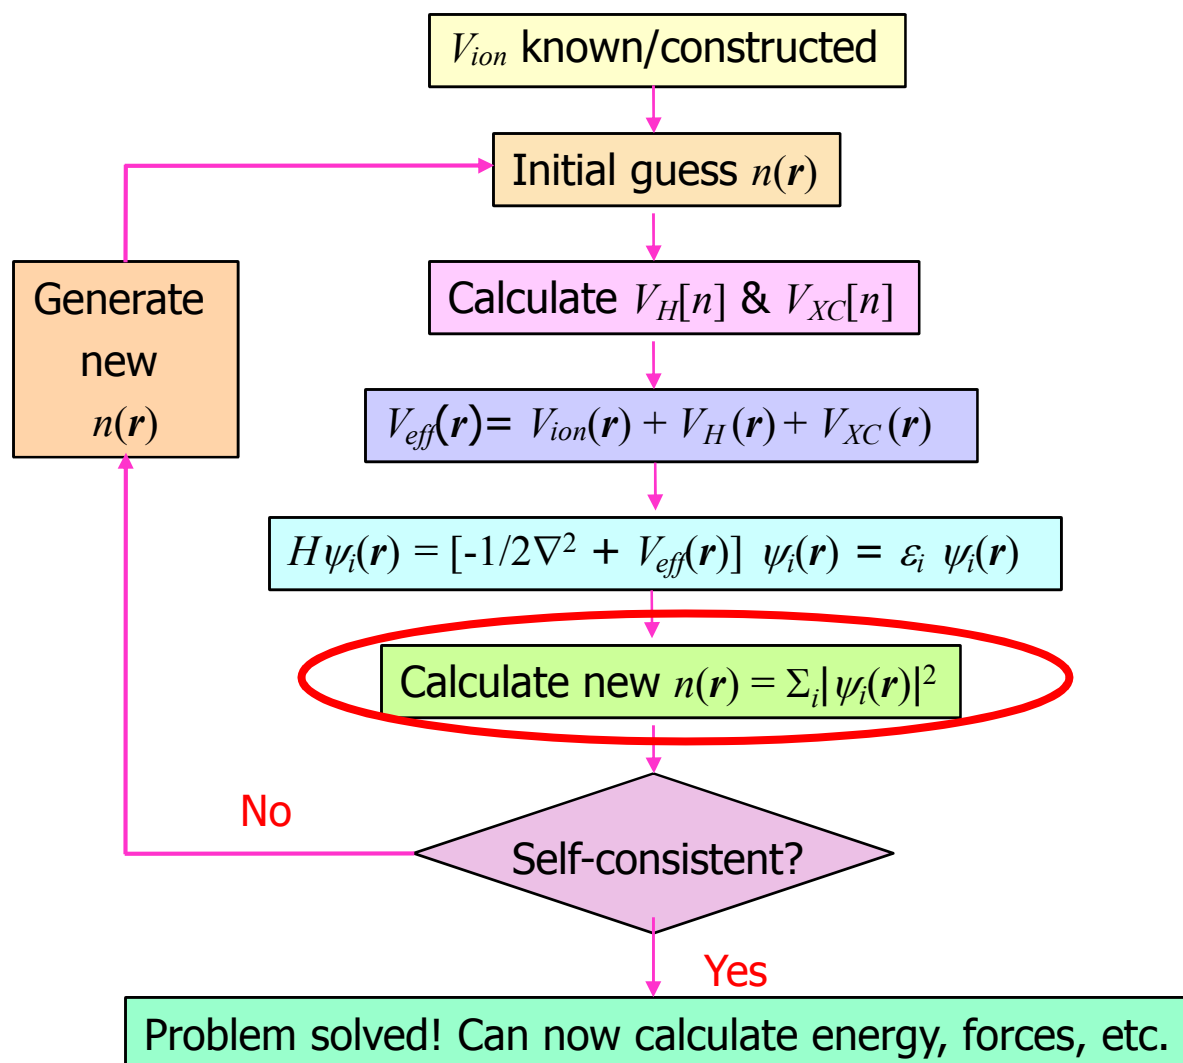 V_ion known/constructed
Initial guess n(r)
Generate
new
n(r)
Calculate V_H[n] & V_XC[n]
V_eff(r)= V_ion(r) + V_H(r) + V_XC(r)
Hψ_i(r) = [-1/2∇² + V_eff(r)] ψ_i(r) = ε_i ψ_i(r)
Calculate new n(r) = Σ_i|ψ_i(r)|²
No
Self-consistent?
Yes
Problem solved! Can now calculate energy, forces, etc.